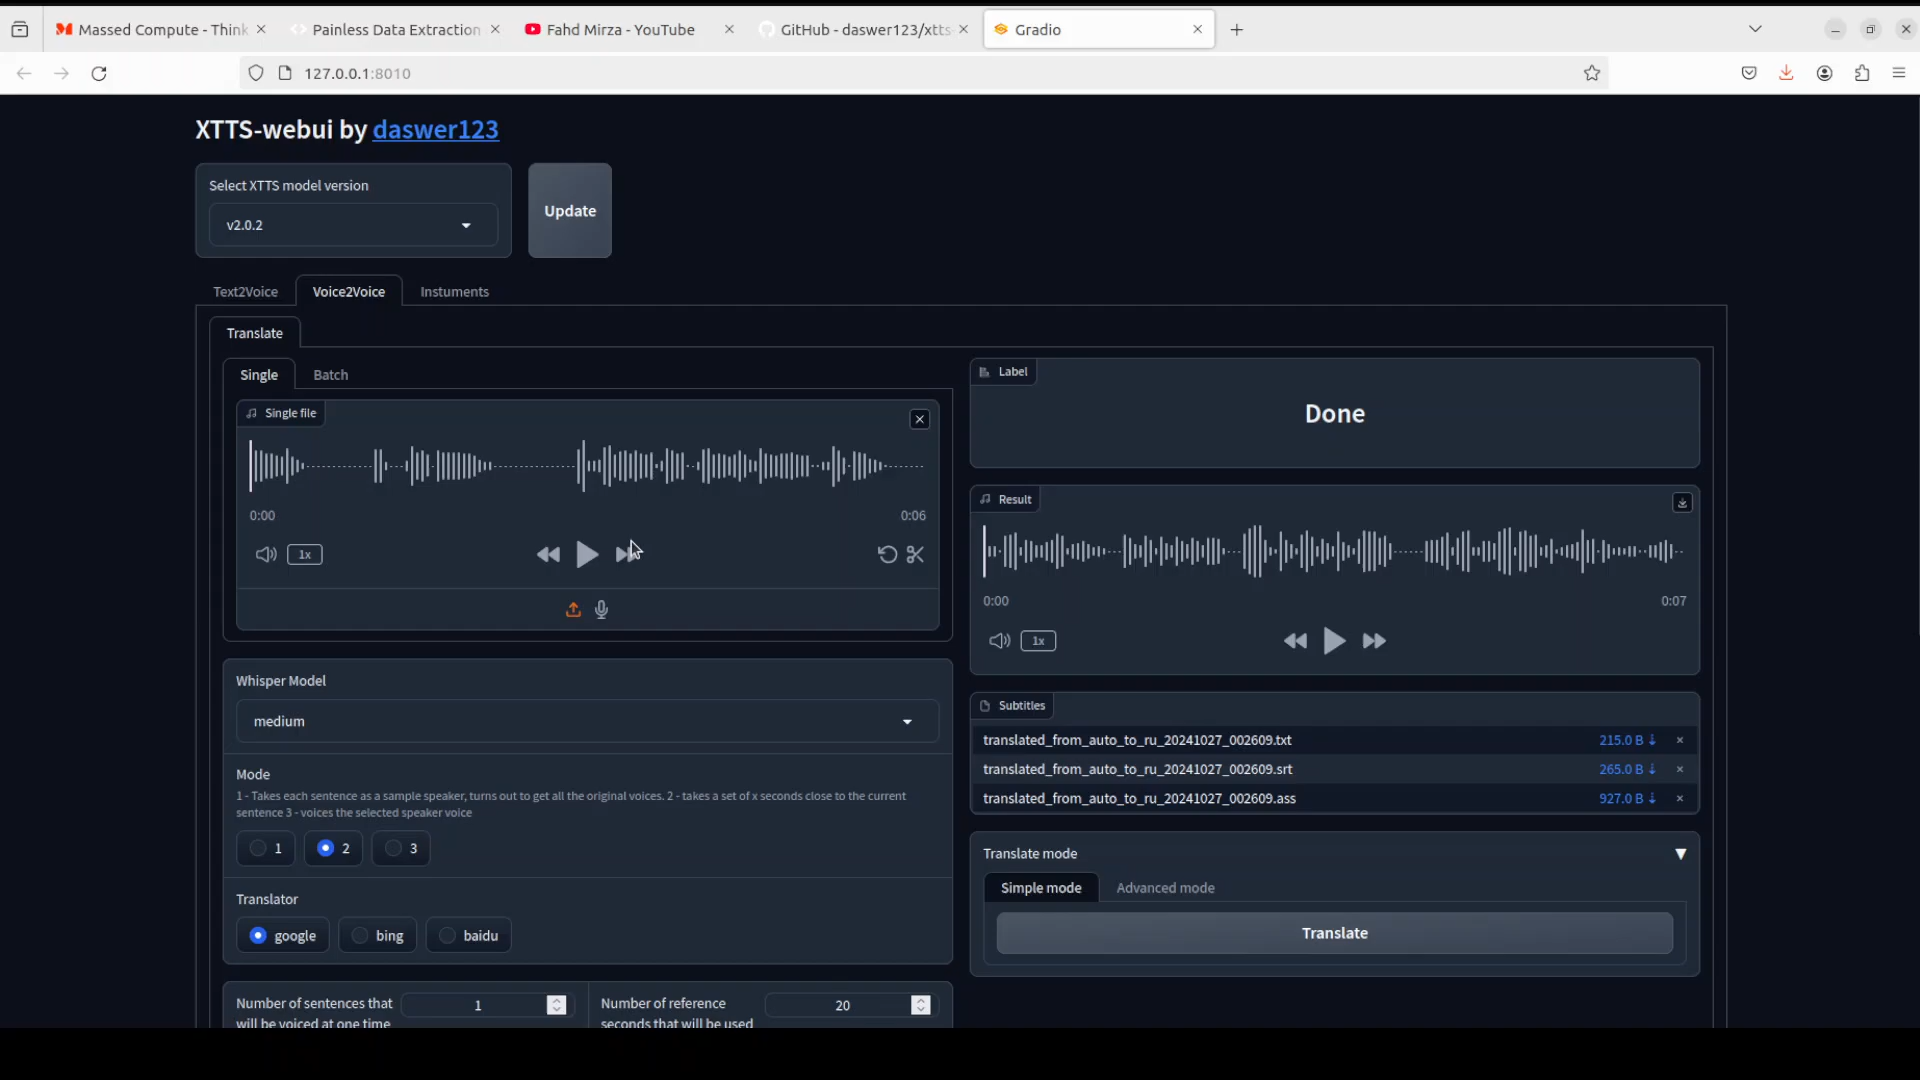 Massed Compute - Think
Painless Data Extraction
Fahd Mirza - YouTube
GitHub - daswer123/xtts-
Gradio
127.0.0.1:8010
XTTS-webui by daswer123
Select XTTS model version
v2.0.2
Update
Text2Voice
Voice2Voice
Instuments
Translate
Single
Batch
Single file
0:00
0:06
1x
Whisper Model
medium
Mode
1 - Takes each sentence as a sample speaker, turns out to get all the original voices. 2 - takes a set of x seconds close to the current
sentence 3 - voices the selected speaker voice
1
2
3
Translator
google
bing
baidu
Number of sentences that
will be voiced at one time
1
Number of reference
seconds that will be used
20
Label
Done
Result
0:00
0:07
1x
Subtitles
translated_from_auto_to_ru_20241027_002609.txt 215.0 B ↓
translated_from_auto_to_ru_20241027_002609.srt 265.0 B ↓
translated_from_auto_to_ru_20241027_002609.ass 927.0 B ↓
Translate mode
Simple mode
Advanced mode
Translate